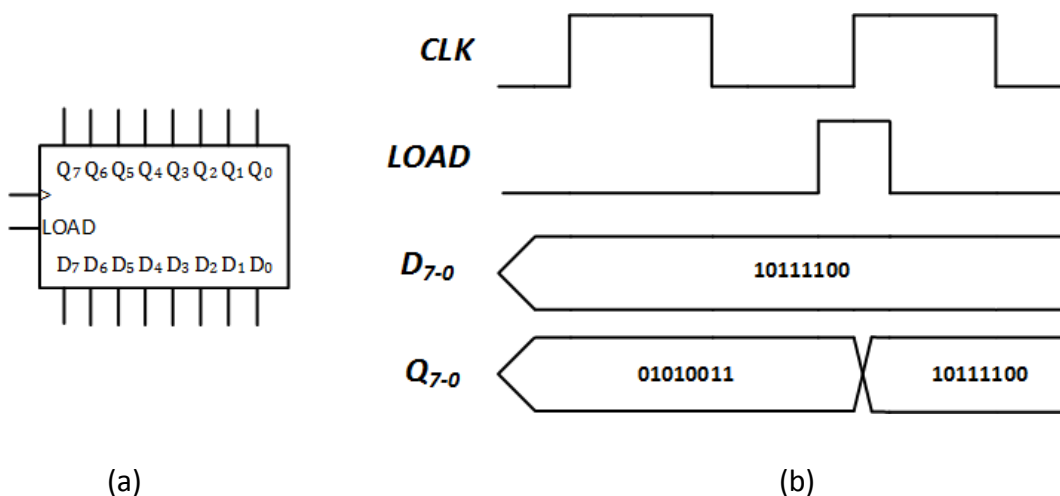 CLK
LOAD
D7-0
10111100
Q7-0
01010011
10111100
Q7 Q6 Q5 Q4 Q3 Q2 Q1 Q0
LOAD
D7 D6 D5 D4 D3 D2 D1 D0
(a)
(b)